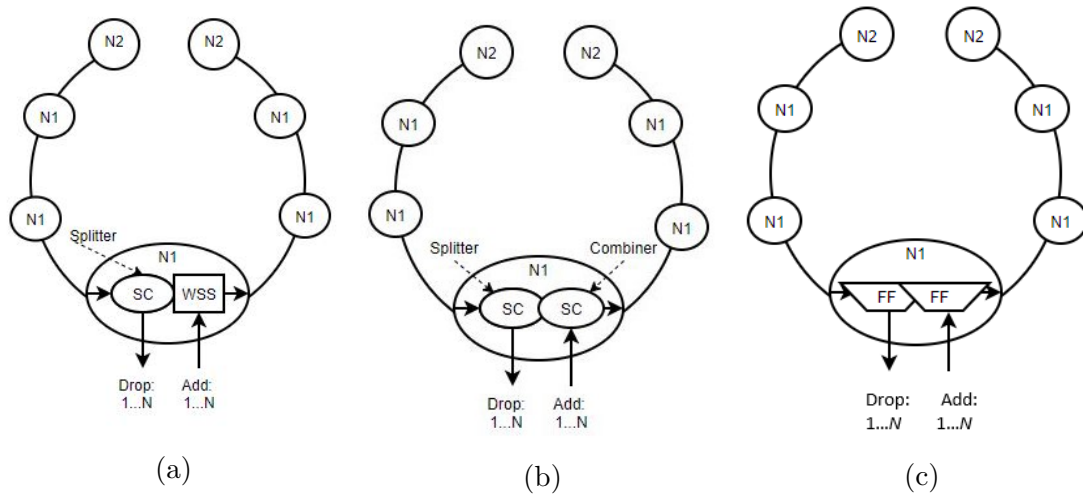 N2
N2
N1
N1
N1
N1
Splitter
N1
SC
WSS
Drop:
1...N
Add:
1...N
(a)
N2
N2
N1
N1
N1
N1
Splitter
Combiner
N1
SC
SC
Drop:
1...N
Add:
1...N
(b)
N2
N2
N1
N1
N1
N1
N1
FF
FF
Drop:
1...N
Add:
1...N
(c)